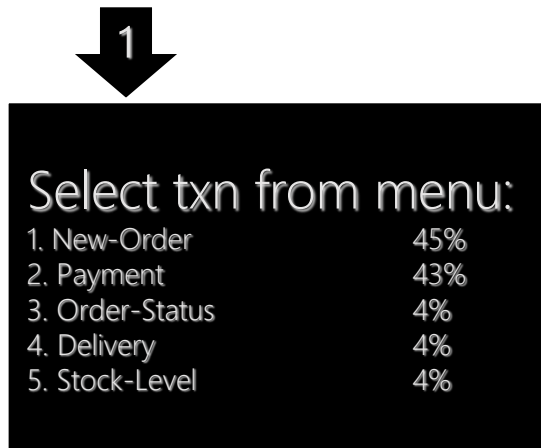 1
Select txn from menu:
1. New-Order 45%
2. Payment 43%
3. Order-Status 4%
4. Delivery 4%
5. Stock-Level 4%